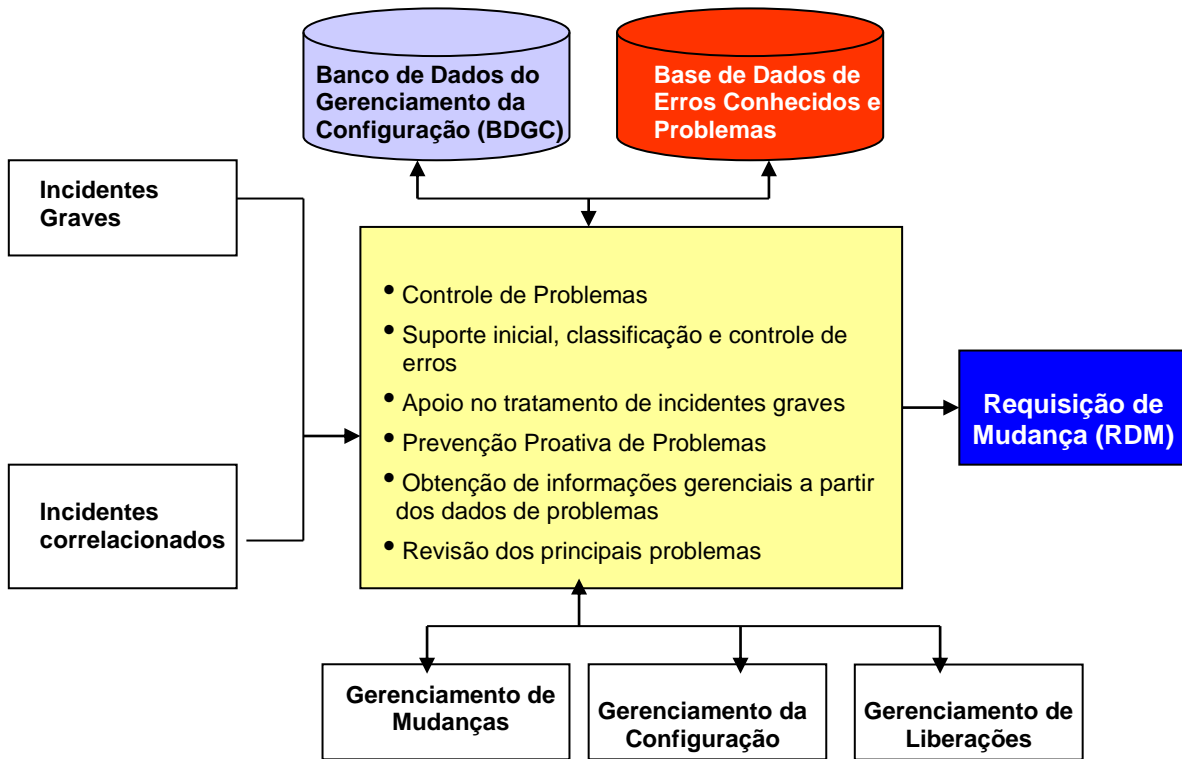 Banco de Dados do
Gerenciamento da
Configuração (BDGC)
Base de Dados de
Erros Conhecidos e
Problemas
Incidentes
Graves
Incidentes
correlacionados
• Controle de Problemas
• Suporte inicial, classificação e controle de
erros
• Apoio no tratamento de incidentes graves
• Prevenção Proativa de Problemas
• Obtenção de informações gerenciais a partir
dos dados de problemas
• Revisão dos principais problemas
Requisição de
Mudança (RDM)
Gerenciamento de
Mudanças
Gerenciamento da
Configuração
Gerenciamento de
Liberações